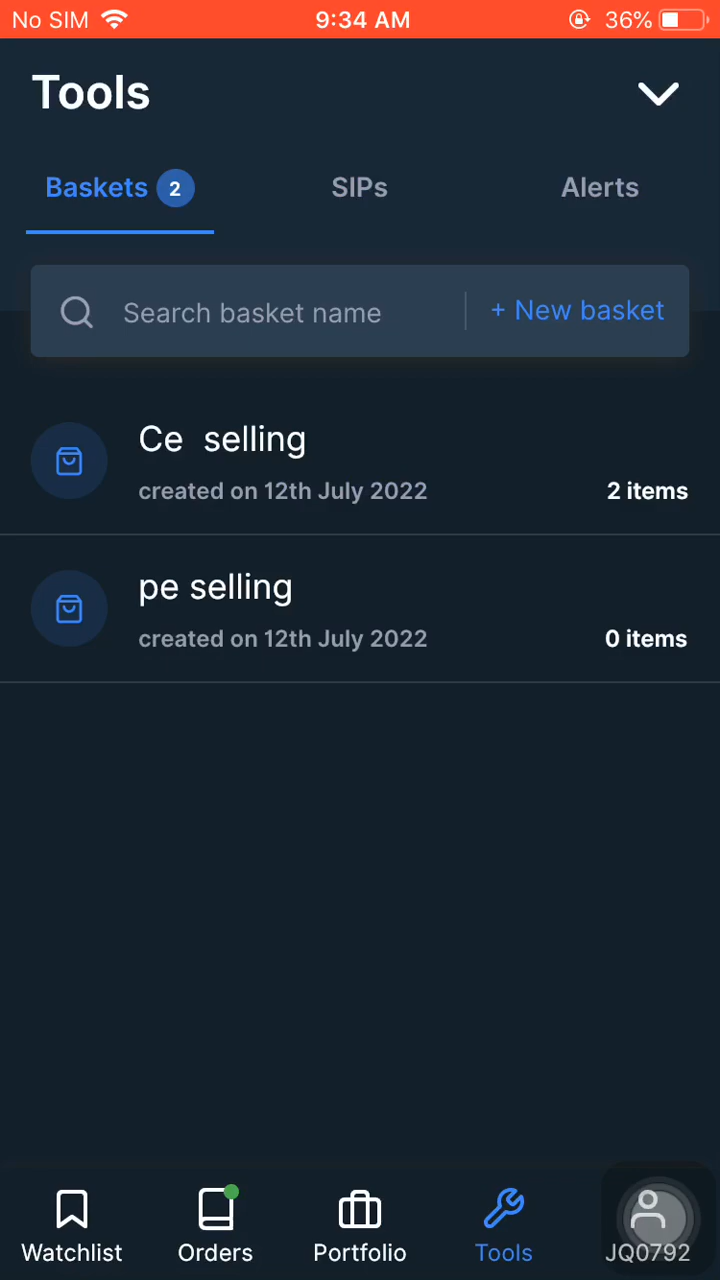 No SIM 9:34 AM 36%
Tools
Baskets 2 SIPs Alerts
Search basket name + New basket
Ce selling
created on 12th July 2022 2 items
pe selling
created on 12th July 2022 0 items
Watchlist Orders Portfolio Tools JQ0792